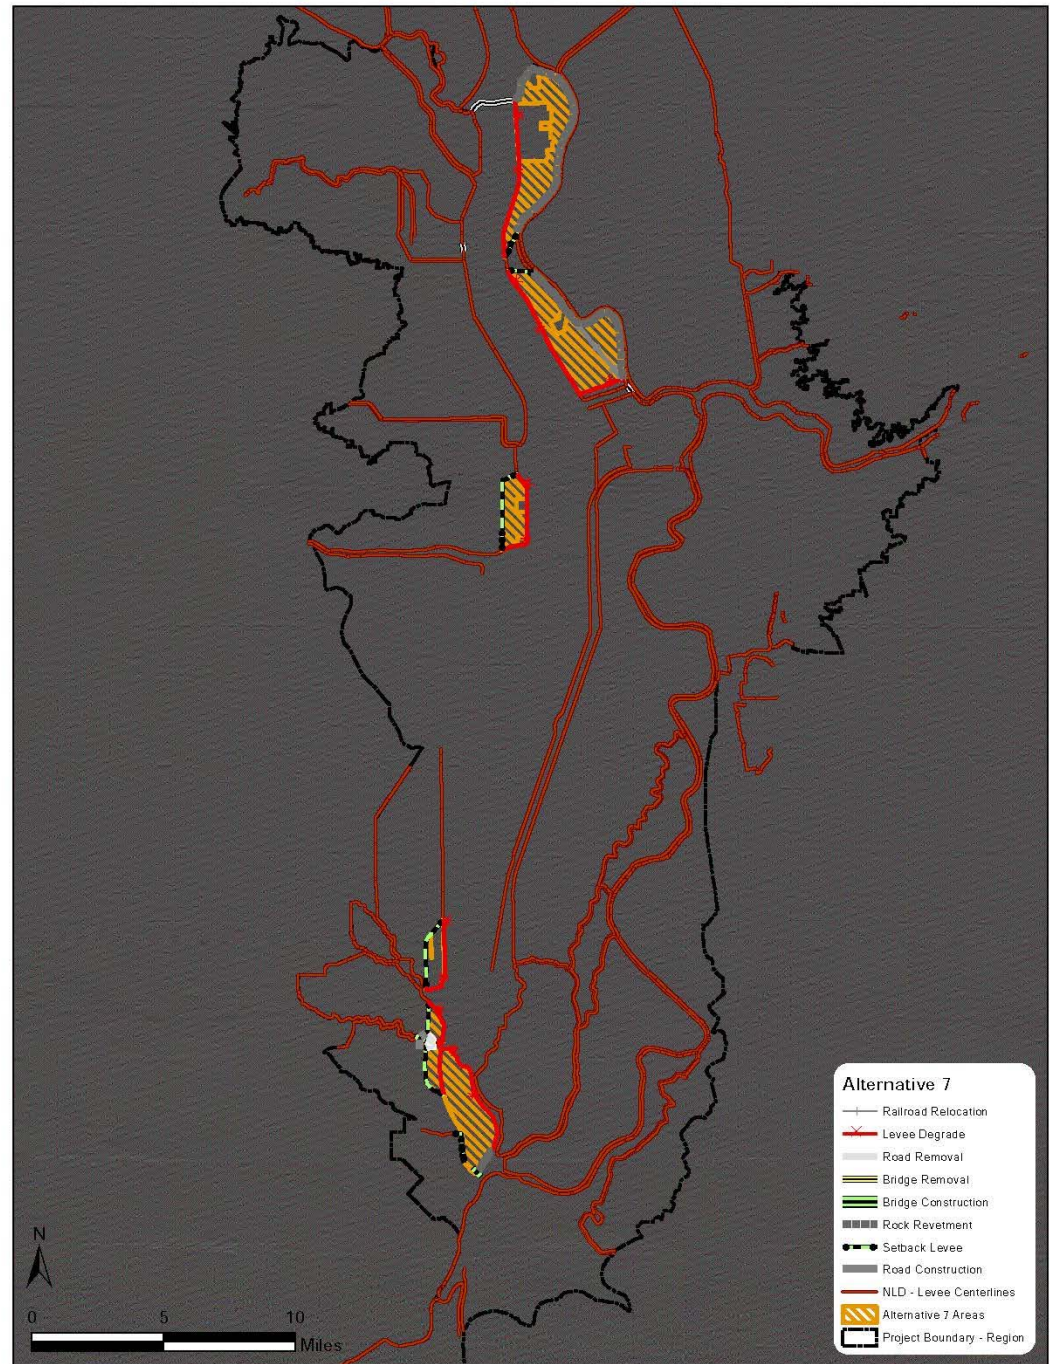 Alternative 7
Railroad Relocation
Levee Degrade
Road Removal
Bridge Removal
Bridge Construction
Rock Revetment
Setback Levee
Road Construction
NLD - Levee Centerlines
Alternative 7 Areas
Project Boundary - Region
N
0 5 10
Miles